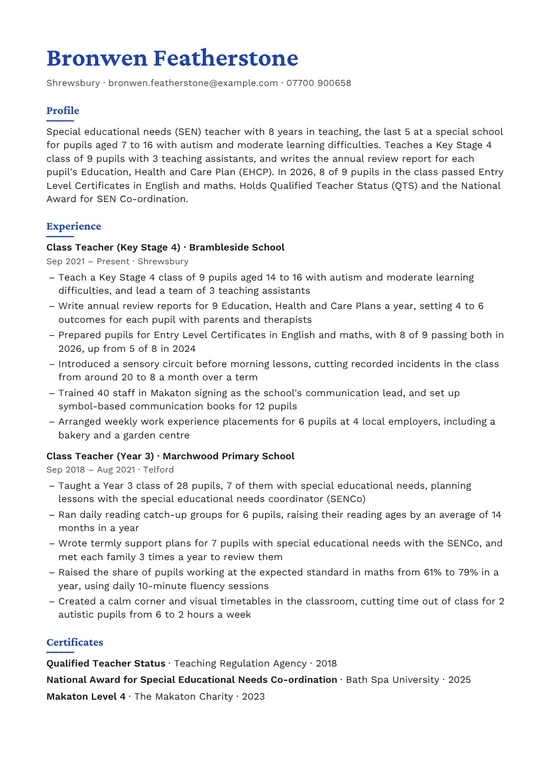 Bronwen Featherstone
Shrewsbury · bronwen.featherstone@example.com · 07700 900658
Profile
Special educational needs (SEN) teacher with 8 years in teaching, the last 5 at a special school
for pupils aged 7 to 16 with autism and moderate learning difficulties. Teaches a Key Stage 4
class of 9 pupils with 3 teaching assistants, and writes the annual review report for each
pupil's Education, Health and Care Plan (EHCP). In 2026, 8 of 9 pupils in the class passed Entry
Level Certificates in English and maths. Holds Qualified Teacher Status (QTS) and the National
Award for SEN Co-ordination.
Experience
Class Teacher (Key Stage 4) · Brambleside School
Sep 2021 – Present · Shrewsbury
– Teach a Key Stage 4 class of 9 pupils aged 14 to 16 with autism and moderate learning
difficulties, and lead a team of 3 teaching assistants
– Write annual review reports for 9 Education, Health and Care Plans a year, setting 4 to 6
outcomes for each pupil with parents and therapists
– Prepared pupils for Entry Level Certificates in English and maths, with 8 of 9 passing both in
2026, up from 5 of 8 in 2024
– Introduced a sensory circuit before morning lessons, cutting recorded incidents in the class
from around 20 to 8 a month over a term
– Trained 40 staff in Makaton signing as the school's communication lead, and set up
symbol-based communication books for 12 pupils
– Arranged weekly work experience placements for 6 pupils at 4 local employers, including a
bakery and a garden centre
Class Teacher (Year 3) · Marchwood Primary School
Sep 2018 – Aug 2021 · Telford
– Taught a Year 3 class of 28 pupils, 7 of them with special educational needs, planning
lessons with the special educational needs coordinator (SENCo)
– Ran daily reading catch-up groups for 6 pupils, raising their reading ages by an average of 14
months in a year
– Wrote termly support plans for 7 pupils with special educational needs with the SENCo, and
met each family 3 times a year to review them
– Raised the share of pupils working at the expected standard in maths from 61% to 79% in a
year, using daily 10-minute fluency sessions
– Created a calm corner and visual timetables in the classroom, cutting time out of class for 2
autistic pupils from 6 to 2 hours a week
Certificates
Qualified Teacher Status · Teaching Regulation Agency · 2018
National Award for Special Educational Needs Co-ordination · Bath Spa University · 2025
Makaton Level 4 · The Makaton Charity · 2023